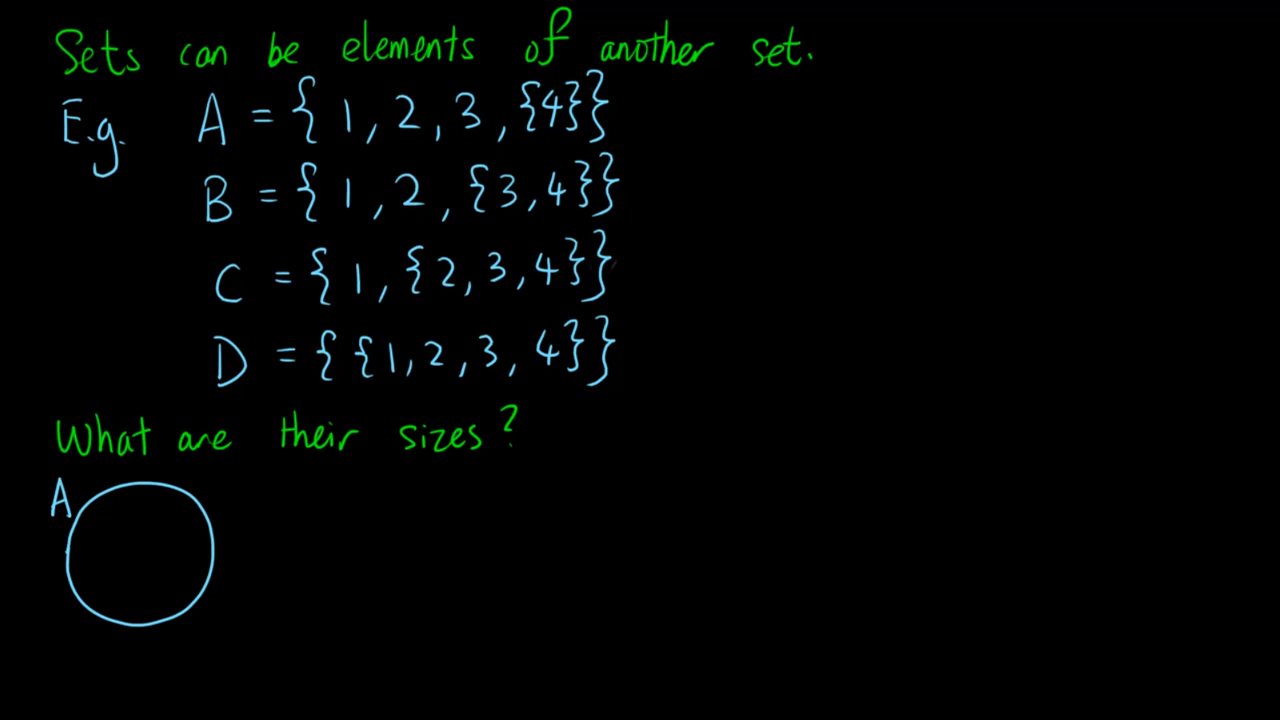 Sets can be elements of another set.
E.g. A = { 1, 2, 3, {4}}
B = { 1, 2, {3,4}}
C = { 1, {2,3,4}}
D = { {1,2,3,4}}
What are their sizes?
A